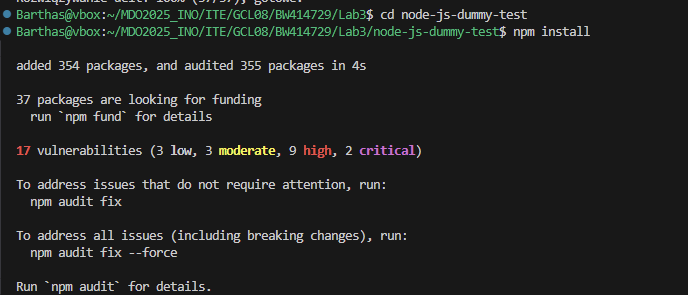 Rozwiązywanie delt: 100% (57/57), gotowe.
Barthas@vbox:~/MDO2025_INO/ITE/GCL08/BW414729/Lab3$ cd node-js-dummy-test
Barthas@vbox:~/MDO2025_INO/ITE/GCL08/BW414729/Lab3/node-js-dummy-test$ npm install
added 354 packages, and audited 355 packages in 4s
37 packages are looking for funding
run `npm fund` for details
17 vulnerabilities (3 low, 3 moderate, 9 high, 2 critical)
To address issues that do not require attention, run:
npm audit fix
To address all issues (including breaking changes), run:
npm audit fix --force
Run `npm audit` for details.